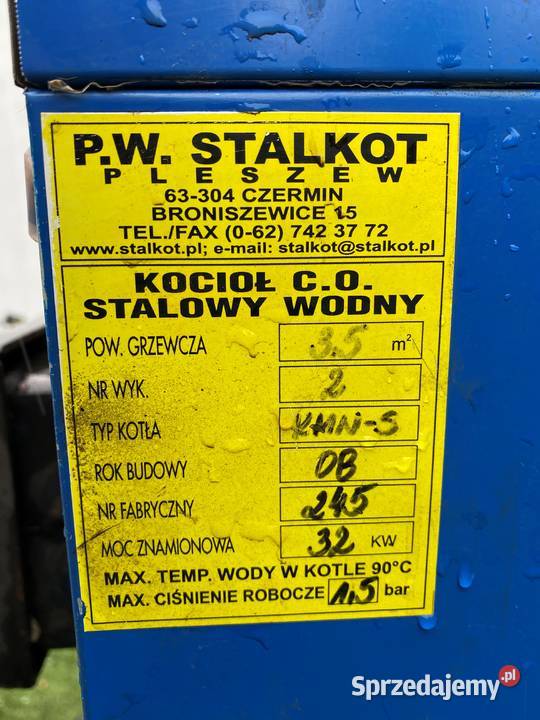 P.W. STALKOT
PLESZEW
63-304 CZERMIN
BRONISZEWICE 15
TEL./FAX (0-62) 742 37 72
www.stalkot.pl; e-mail: stalkot@stalkot.pl
KOCIOŁ C.O.
STALOWY WODNY
POW. GRZEWCZA 3.5 m²
NR WYK. 2
TYP KOTŁA KMN-S
ROK BUDOWY 08
NR FABRYCZNY 245
MOC ZNAMIONOWA 32 KW
MAX. TEMP. WODY W KOTLE 90°C
MAX. CIŚNIENIE ROBOCZE 1.5 bar
Sprzedajemy.pl